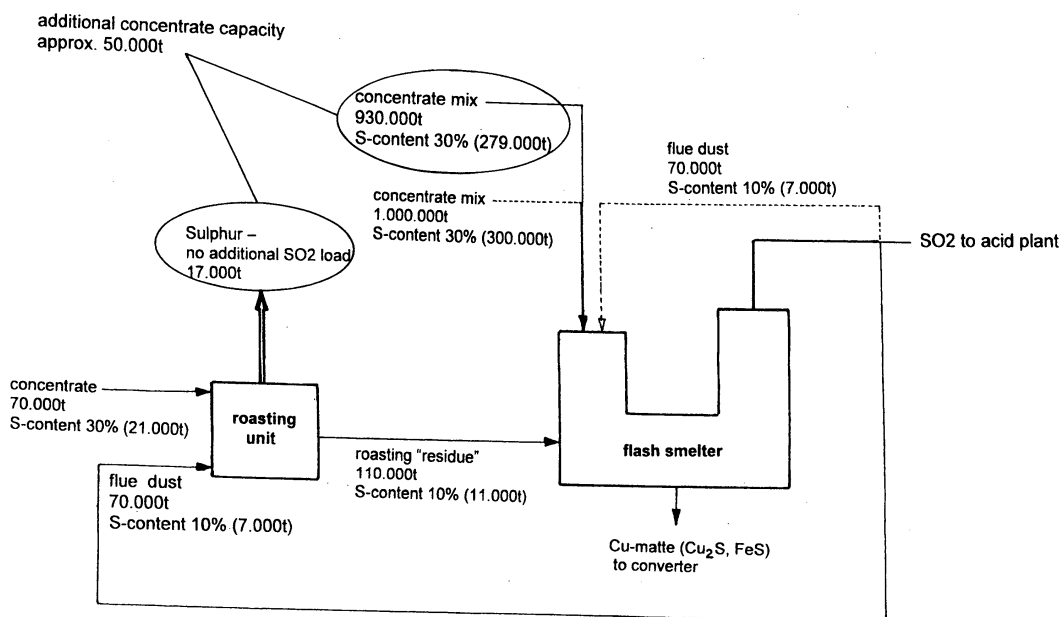 additional concentrate capacity
approx. 50.000t
concentrate mix
930.000t
S-content 30% (279.000t)
flue dust
70.000t
S-content 10% (7.000t)
concentrate mix
1.000.000t
S-content 30% (300.000t)
SO2 to acid plant
Sulphur –
no additional SO2 load
17.000t
concentrate
70.000t
S-content 30% (21.000t)
roasting
unit
flash smelter
roasting "residue"
110.000t
S-content 10% (11.000t)
flue dust
70.000t
S-content 10% (7.000t)
Cu-matte (Cu₂S, FeS)
to converter